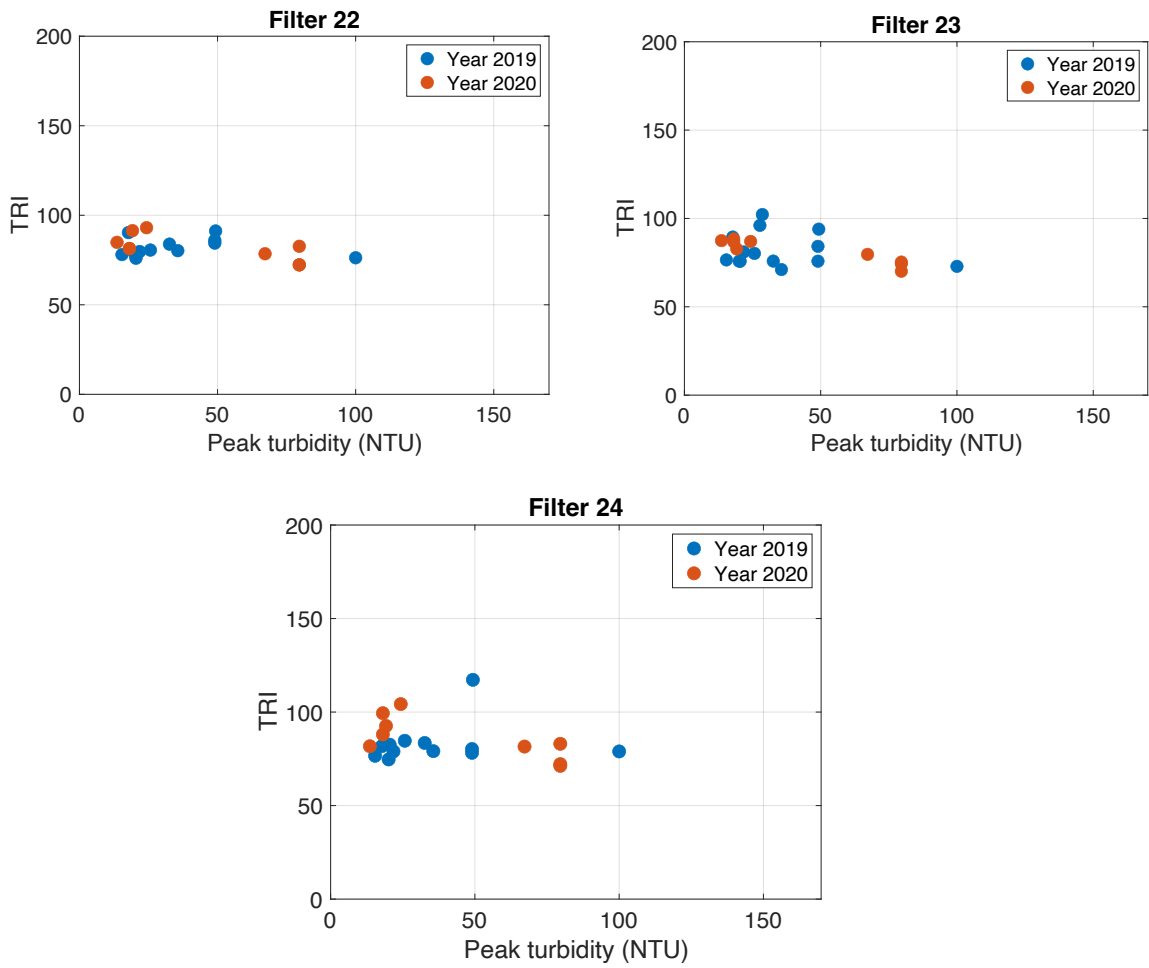 Filter 22
200
150
100
50
0
TRI
0 50 100 150
Peak turbidity (NTU)
Year 2019
Year 2020
Filter 23
200
150
100
50
0
TRI
0 50 100 150
Peak turbidity (NTU)
Year 2019
Year 2020
Filter 24
200
150
100
50
0
TRI
0 50 100 150
Peak turbidity (NTU)
Year 2019
Year 2020